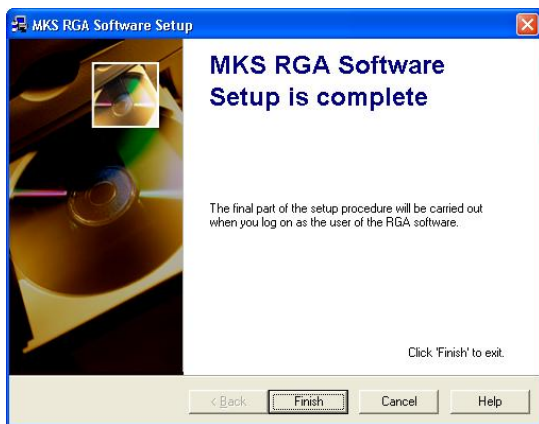 MKS RGA Software Setup
MKS RGA Software
Setup is complete
The final part of the setup procedure will be carried out
when you log on as the user of the RGA software.
Click 'Finish' to exit.
< Back
Finish
Cancel
Help